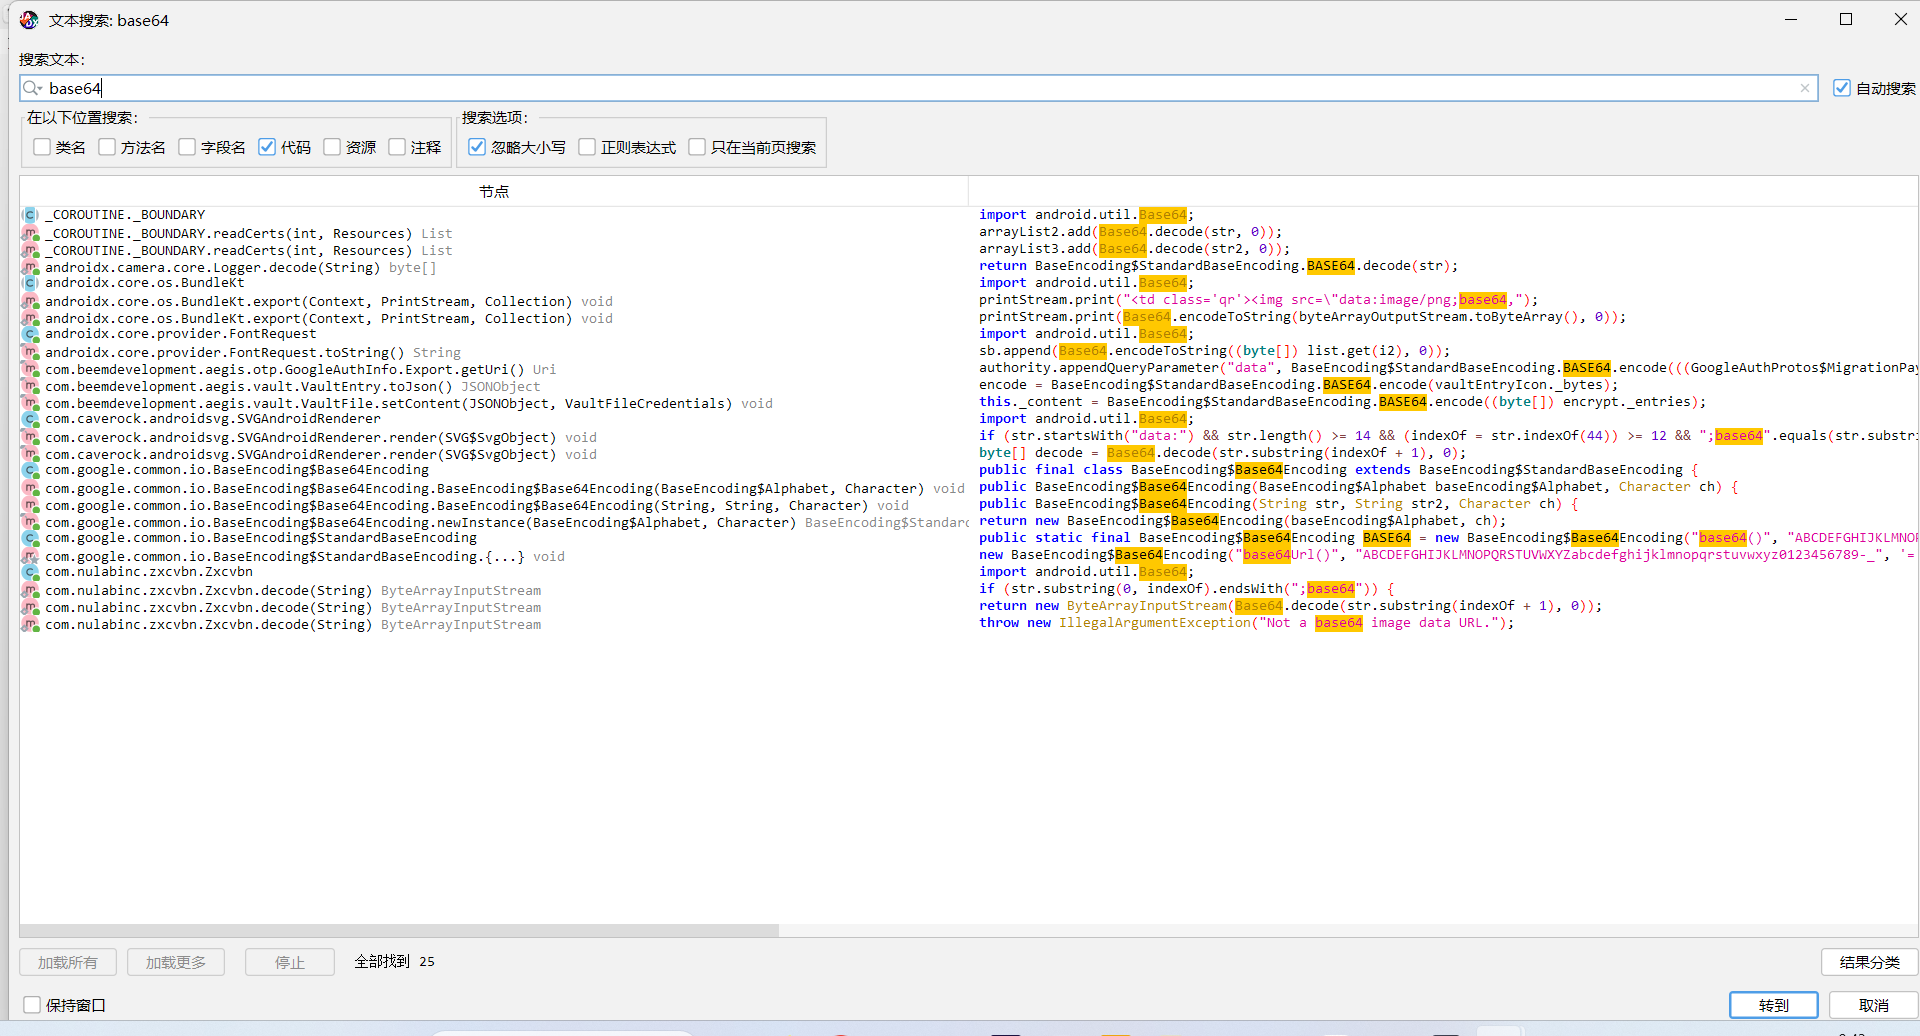 文本搜索: base64
搜索文本:
base64
自动搜索
在以下位置搜索:
搜索选项:
类名 方法名 字段名 代码 资源 注释
忽略大小写 正则表达式 只在当前页搜索
节点
_COROUTINE._BOUNDARY import android.util.Base64;
_COROUTINE._BOUNDARY.readCerts(int, Resources) List arrayList2.add(Base64.decode(str, 0));
_COROUTINE._BOUNDARY.readCerts(int, Resources) List arrayList3.add(Base64.decode(str2, 0));
androidx.camera.core.Logger.decode(String) byte[] return BaseEncoding$StandardBaseEncoding.BASE64.decode(str);
androidx.core.os.BundleKt import android.util.Base64;
androidx.core.os.BundleKt.export(Context, PrintStream, Collection) void printStream.print("<td class='qr'><img src=\"data:image/png;base64,");
androidx.core.os.BundleKt.export(Context, PrintStream, Collection) void printStream.print(Base64.encodeToString(byteArrayOutputStream.toByteArray(), 0));
androidx.core.provider.FontRequest import android.util.Base64;
androidx.core.provider.FontRequest.toString() String sb.append(Base64.encodeToString((byte[]) list.get(i2), 0));
com.beemdevelopment.aegis.otp.GoogleAuthInfo.Export.getUri() Uri authority.appendQueryParameter("data", BaseEncoding$StandardBaseEncoding.BASE64.encode(((GoogleAuthProtos$MigrationPay
com.beemdevelopment.aegis.vault.VaultEntry.toJson() JSONObject encode = BaseEncoding$StandardBaseEncoding.BASE64.encode(vaultEntryIcon._bytes);
com.beemdevelopment.aegis.vault.VaultFile.setContent(JSONObject, VaultFileCredentials) void this._content = BaseEncoding$StandardBaseEncoding.BASE64.encode((byte[]) encrypt._entries);
com.caverock.androidsvg.SVGAndroidRenderer import android.util.Base64;
com.caverock.androidsvg.SVGAndroidRenderer.render(SVG$SvgObject) void if (str.startsWith("data:") && str.length() >= 14 && (indexOf = str.indexOf(44)) >= 12 && ";base64".equals(str.substri
com.caverock.androidsvg.SVGAndroidRenderer.render(SVG$SvgObject) void byte[] decode = Base64.decode(str.substring(indexOf + 1), 0);
com.google.common.io.BaseEncoding$Base64Encoding public final class BaseEncoding$Base64Encoding extends BaseEncoding$StandardBaseEncoding {
com.google.common.io.BaseEncoding$Base64Encoding.BaseEncoding$Base64Encoding(BaseEncoding$Alphabet, Character) void public BaseEncoding$Base64Encoding(BaseEncoding$Alphabet baseEncoding$Alphabet, Character ch) {
com.google.common.io.BaseEncoding$Base64Encoding.BaseEncoding$Base64Encoding(String, String, Character) void public BaseEncoding$Base64Encoding(String str, String str2, Character ch) {
com.google.common.io.BaseEncoding$Base64Encoding.newInstance(BaseEncoding$Alphabet, Character) BaseEncoding$Standard return new BaseEncoding$Base64Encoding(baseEncoding$Alphabet, ch);
com.google.common.io.BaseEncoding$StandardBaseEncoding public static final BaseEncoding$Base64Encoding BASE64 = new BaseEncoding$Base64Encoding("base64()", "ABCDEFGHIJKLMNOP
com.google.common.io.BaseEncoding$StandardBaseEncoding.{...} void new BaseEncoding$Base64Encoding("base64Url()", "ABCDEFGHIJKLMNOPQRSTUVWXYZabcdefghijklmnopqrstuvwxyz0123456789-_", '=
com.nulabinc.zxcvbn.Zxcvbn import android.util.Base64;
com.nulabinc.zxcvbn.Zxcvbn.decode(String) ByteArrayInputStream if (str.substring(0, indexOf).endsWith(";base64")) {
com.nulabinc.zxcvbn.Zxcvbn.decode(String) ByteArrayInputStream return new ByteArrayInputStream(Base64.decode(str.substring(indexOf + 1), 0));
com.nulabinc.zxcvbn.Zxcvbn.decode(String) ByteArrayInputStream throw new IllegalArgumentException("Not a base64 image data URL.");
加载所有 加载更多 停止 全部找到 25 结果分类
保持窗口 转到 取消